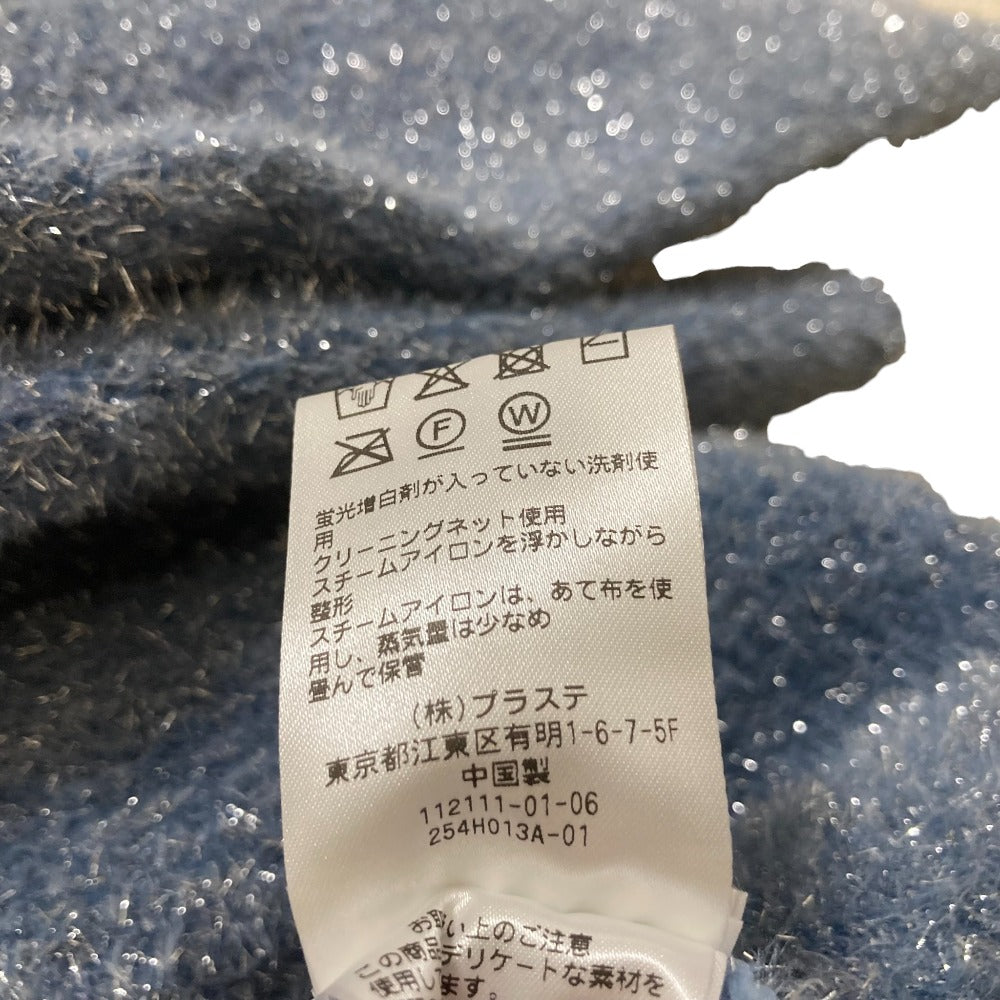 F W
蛍光増白剤が入っていない洗剤使
用
クリーニングネット使用
スチームアイロンを浮かしながら
整形
スチームアイロンは、あて布を使
用し、蒸気量は少なめ
畳んで保管
(株)プラステ
東京都江東区有明1-6-7-5F
中国製
112111-01-06
254H013A-01
お取扱い上のご注意
この商品デリケートな素材を
使用します。